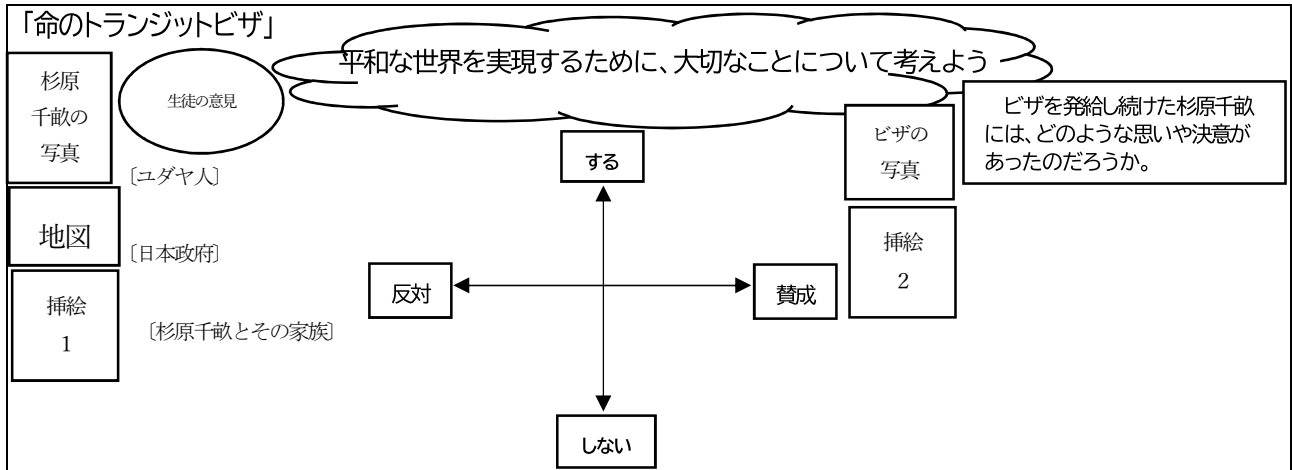 「命のトランジットビザ」
平和な世界を実現するために、大切なことについて考えよう
杉原
千畝の
写真
生徒の意見
〔ユダヤ人〕
地図
〔日本政府〕
挿絵
1
〔杉原千畝とその家族〕
する
反対
賛成
しない
ビザの
写真
挿絵
2
ビザを発給し続けた杉原千畝
には、どのような思いや決意が
あったのだろうか。